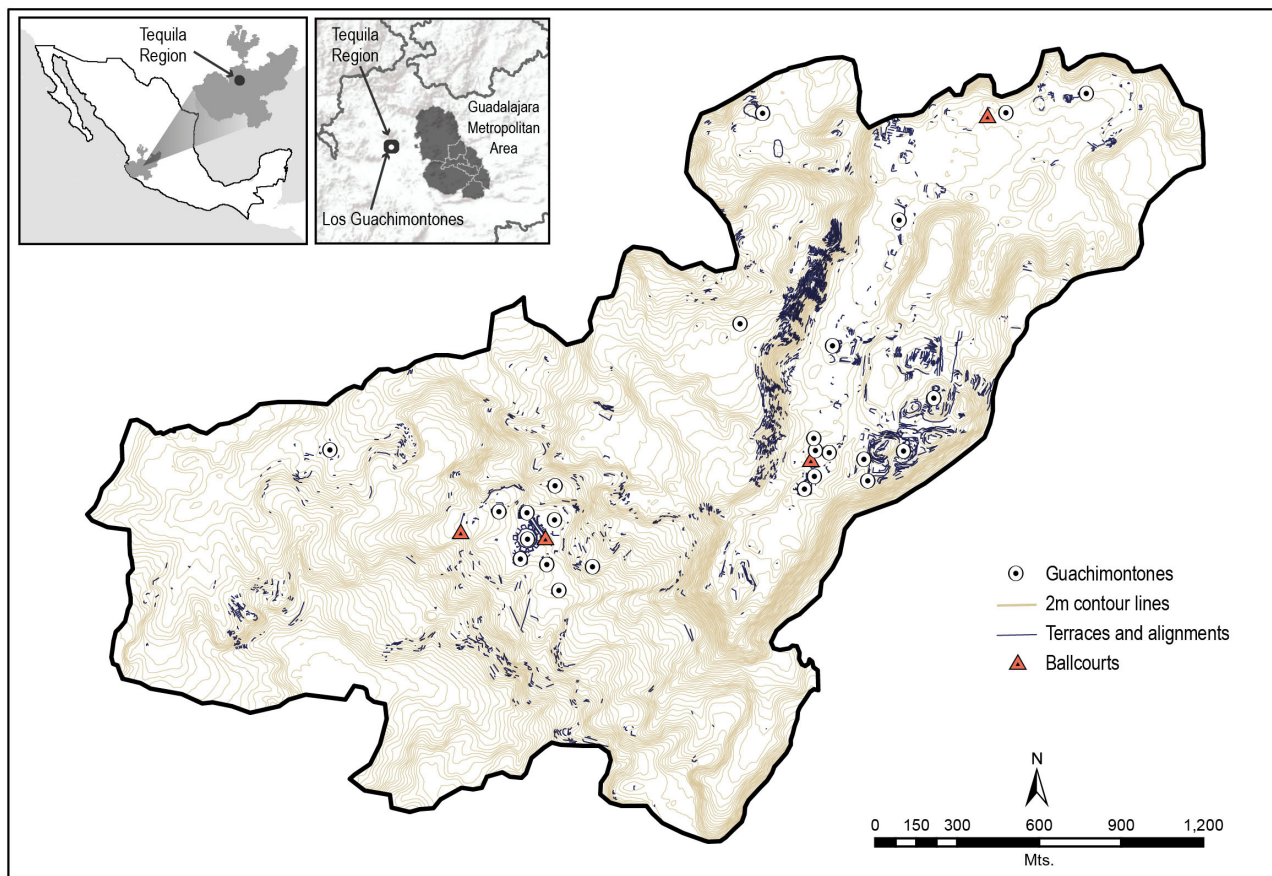 Tequila
Region
Tequila
Region
Guadalajara
Metropolitan
Area
Los Guachimontones
Guachimontones
2m contour lines
Terraces and alignments
Ballcourts
N
0 150 300 600 900 1,200
Mts.